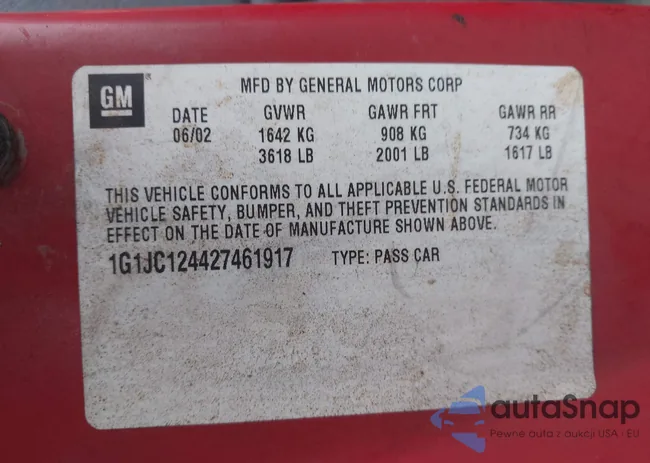 GM
MFD BY GENERAL MOTORS CORP
DATE GVWR GAWR FRT GAWR RR
06/02 1642 KG 908 KG 734 KG
3618 LB 2001 LB 1617 LB
THIS VEHICLE CONFORMS TO ALL APPLICABLE U.S. FEDERAL MOTOR
VEHICLE SAFETY, BUMPER, AND THEFT PREVENTION STANDARDS IN
EFFECT ON THE DATE OF MANUFACTURE SHOWN ABOVE.
1G1JC124427461917 TYPE: PASS CAR
autaSnap
Pewne auta z aukcji USA - EU